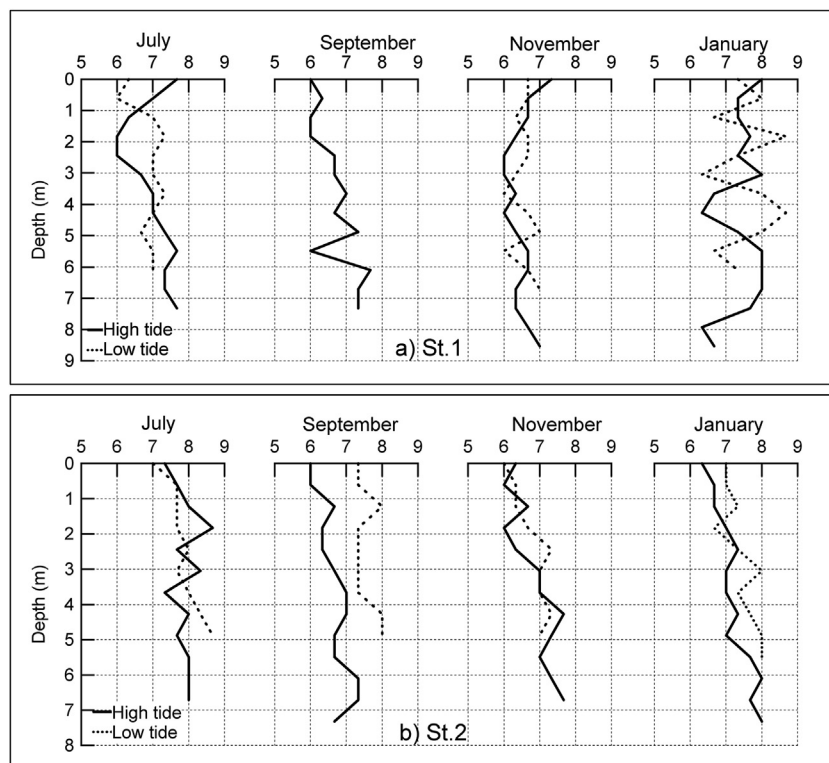 July
September
November
January
5 6 7 8 9
5 6 7 8 9
5 6 7 8 9
5 6 7 8 9
Depth (m)
0
1
2
3
4
5
6
7
8
9
High tide
Low tide
a) St.1
July
September
November
January
5 6 7 8 9
5 6 7 8 9
5 6 7 8 9
5 6 7 8 9
Depth (m)
0
1
2
3
4
5
6
7
8
High tide
Low tide
b) St.2